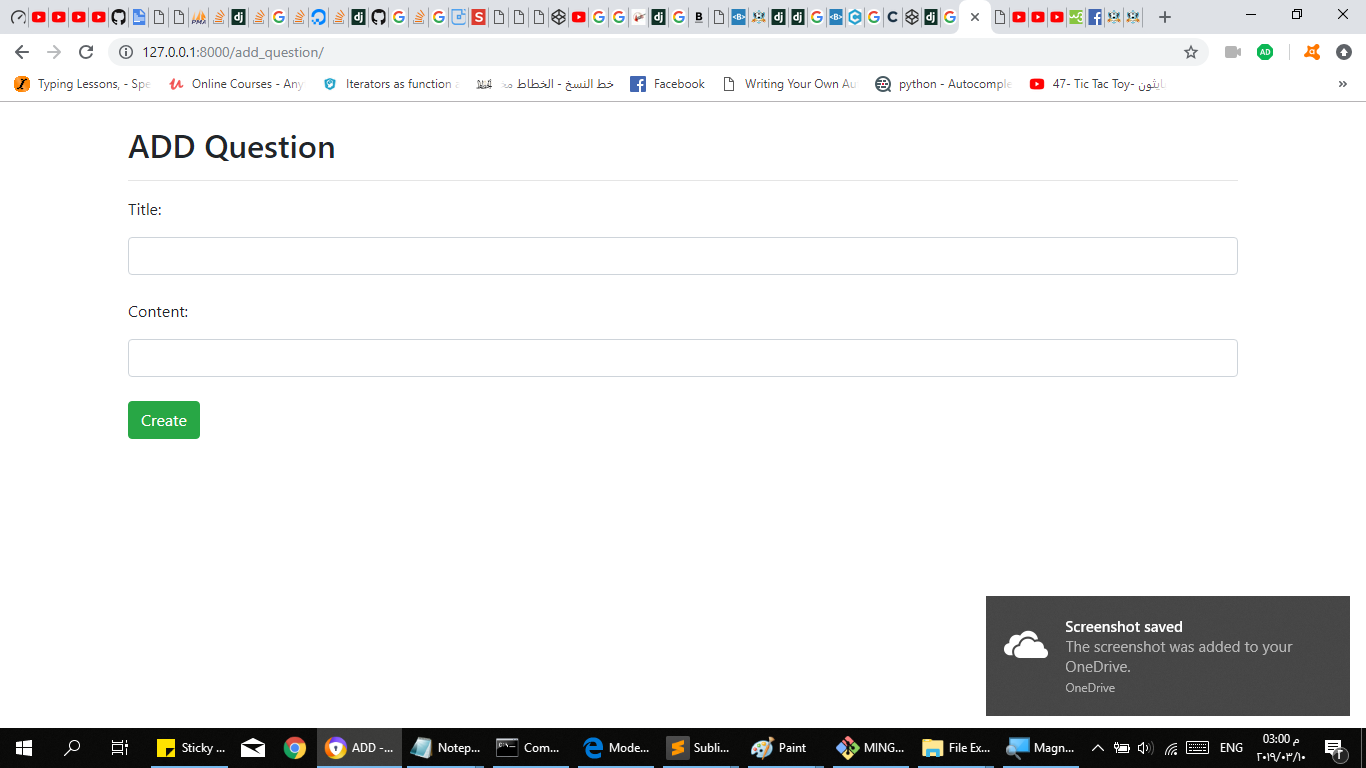 127.0.0.1:8000/add_question/
Typing Lessons, - Spe
Online Courses - Any
Iterators as function a
خط النسخ - الخطاط مح
Facebook
Writing Your Own Au
python - Autocomple
47- Tic Tac Toy- بايثون
»
ADD Question
Title:
Content:
Create
Screenshot saved
The screenshot was added to your
OneDrive.
OneDrive
Sticky ...
ADD -...
Notep...
Com...
Mode...
Subli...
Paint
MING...
File Ex...
Magn...
ENG
03:00 م
٢٠١٩/٠٣/١٠